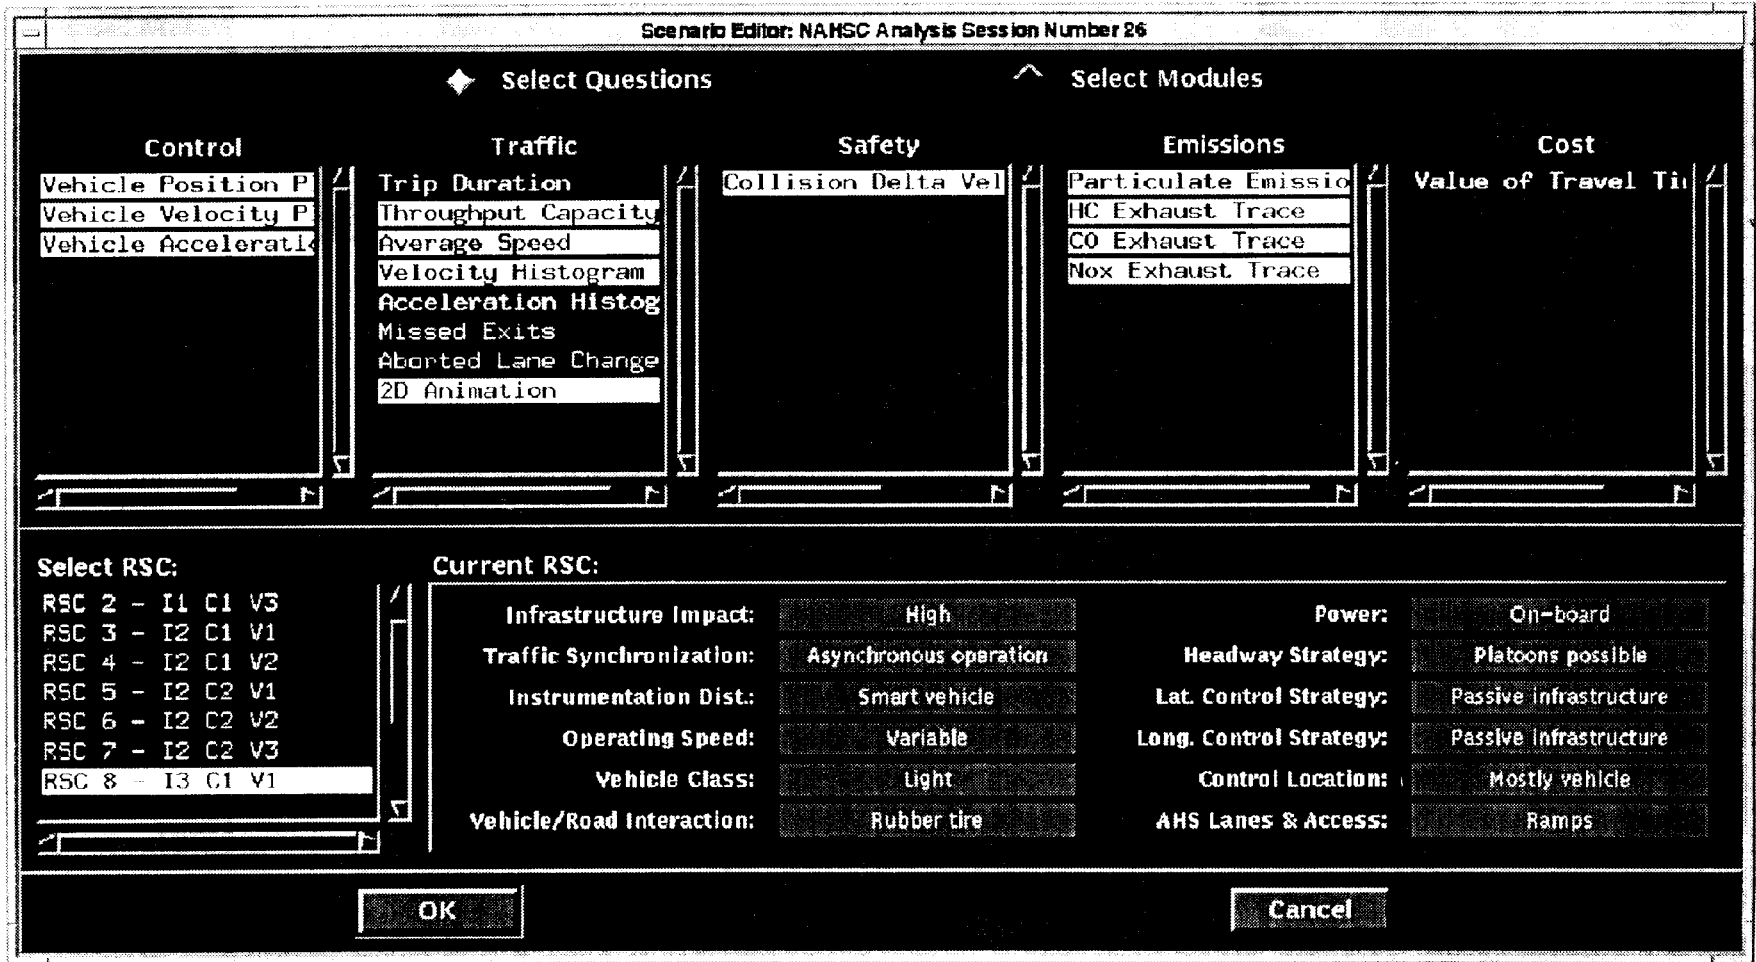 Scenario Editor: NAHSC Analysis Session Number 26
Select Questions
Select Modules
Control
Vehicle Position P
Vehicle Velocity P
Vehicle Acceleratio
Traffic
Trip Duration
Throughput Capacity
Average Speed
Velocity Histogram
Acceleration Histog
Missed Exits
Aborted Lane Change
2D Animation
Safety
Collision Delta Vel
Emissions
Particulate Emissio
HC Exhaust Trace
CO Exhaust Trace
Nox Exhaust Trace
Cost
Value of Travel Ti
Select RSC:
RSC 2 - I1 C1 V3
RSC 3 - I2 C1 V1
RSC 4 - I2 C1 V2
RSC 5 - I2 C2 V1
RSC 6 - I2 C2 V2
RSC 7 - I2 C2 V3
RSC 8 - I3 C1 V1
Current RSC:
Infrastructure Impact: High
Traffic Synchronization: Asynchronous operation
Instrumentation Dist.: Smart vehicle
Operating Speed: Variable
Vehicle Class: Light
Vehicle/Road Interaction: Rubber tire
Power: On-board
Headway Strategy: Platoons possible
Lat. Control Strategy: Passive infrastructure
Long. Control Strategy: Passive infrastructure
Control Location: Mostly vehicle
AHS Lanes & Access: Ramps
OK
Cancel